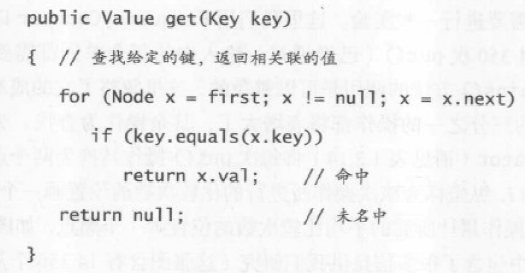 public Value get(Key key)
{ // 查找给定的键，返回相关联的值
for (Node x = first; x != null; x = x.next)
if (key.equals(x.key))
return x.val; // 命中
return null; // 未名中
}